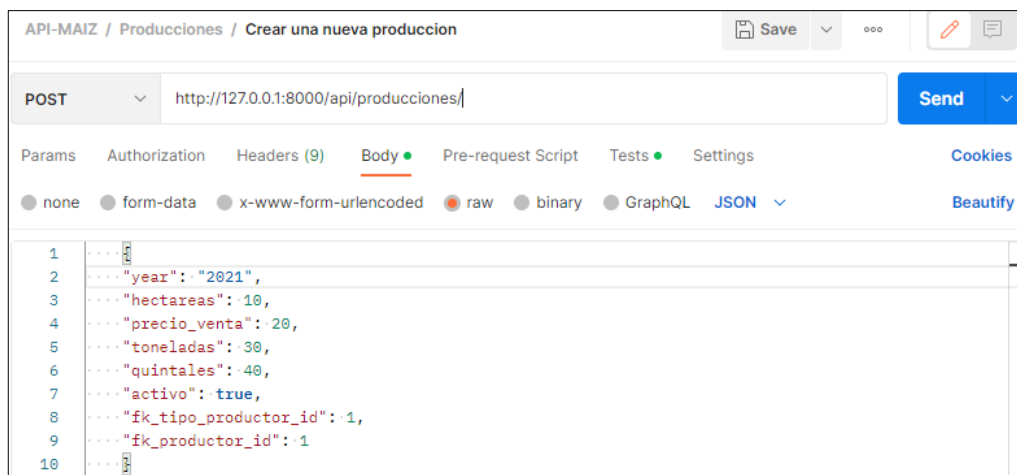 API-MAIZ / Producciones / Crear una nueva produccion
Save
POST
http://127.0.0.1:8000/api/producciones/
Send
Params Authorization Headers (9) Body Pre-request Script Tests Settings Cookies
none form-data x-www-form-urlencoded raw binary GraphQL JSON Beautify
1 {
2 "year": "2021",
3 "hectareas": 10,
4 "precio_venta": 20,
5 "toneladas": 30,
6 "quintales": 40,
7 "activo": true,
8 "fk_tipo_productor_id": 1,
9 "fk_productor_id": 1
10 }